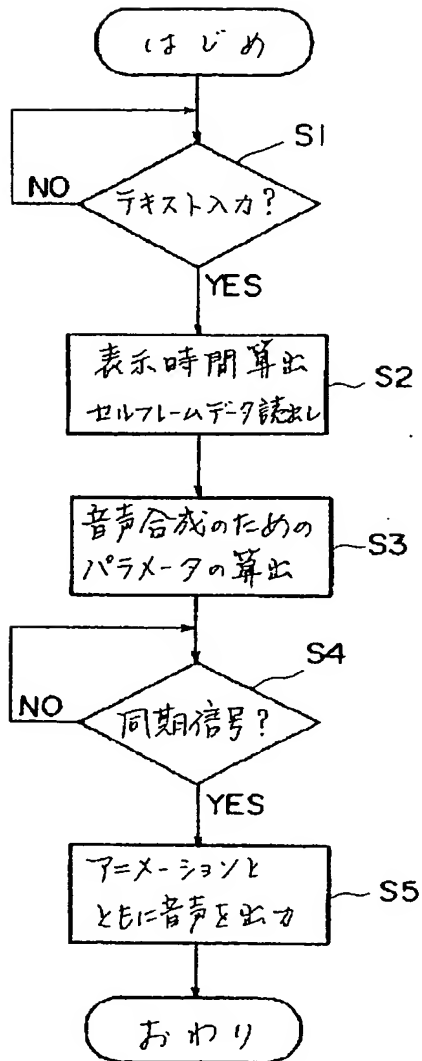 はじめ
S1
NO
テキスト入力?
YES
表示時間算出
セルフレームデータ読出し
S2
音声合成のための
パラメータの算出
S3
S4
NO
同期信号?
YES
アニメーションと
ともに音声を出力
S5
おわり